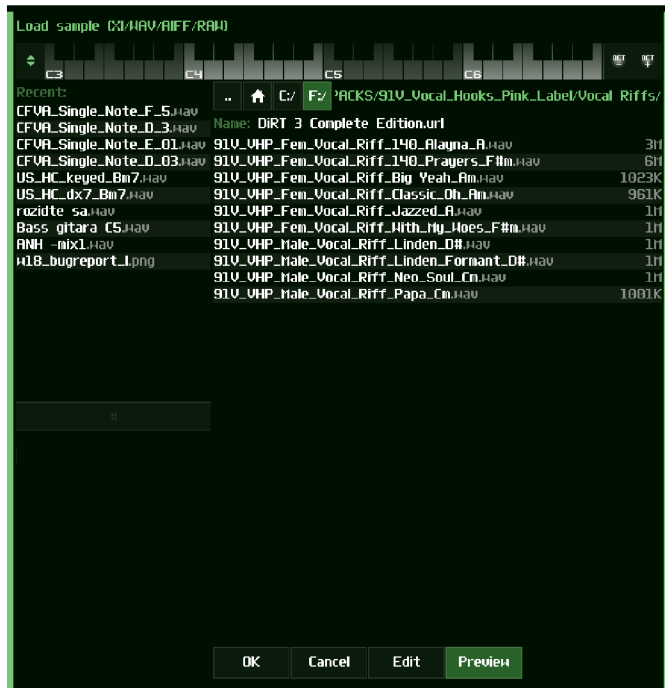 Load sample (XI/WAV/AIFF/RAW)
C3 C4 C5 C6 OCT - OCT +
Recent:
CFVA_Single_Note_F_5.wav
CFVA_Single_Note_D_3.wav
CFVA_Single_Note_E_01.wav
CFVA_Single_Note_D_03.wav
US_HC_keyed_Bm7.wav
US_HC_dx7_Bm7.wav
rozidte sa.wav
Bass gitara C5.wav
ANH -mix1.wav
w18_bugreport_1.png
.. C:/ F:/ PACKS/91V_Vocal_Hooks_Pink_Label/Vocal Riffs/
Name: DiRT 3 Complete Edition.url
91V_VHP_Fem_Vocal_Riff_140_Alayna_A.wav 3M
91V_VHP_Fem_Vocal_Riff_140_Prayers_F#m.wav 6M
91V_VHP_Fem_Vocal_Riff_Big Yeah_Am.wav 1023K
91V_VHP_Fem_Vocal_Riff_Classic_Oh_Am.wav 961K
91V_VHP_Fem_Vocal_Riff_Jazzed_A.wav 1M
91V_VHP_Fem_Vocal_Riff_With_My_Woes_F#m.wav 1M
91V_VHP_Male_Vocal_Riff_Linden_D#.wav 1M
91V_VHP_Male_Vocal_Riff_Linden_Formant_D#.wav 1M
91V_VHP_Male_Vocal_Riff_Neo_Soul_Cm.wav 1M
91V_VHP_Male_Vocal_Riff_Papa_Cm.wav 1001K
OK Cancel Edit Preview